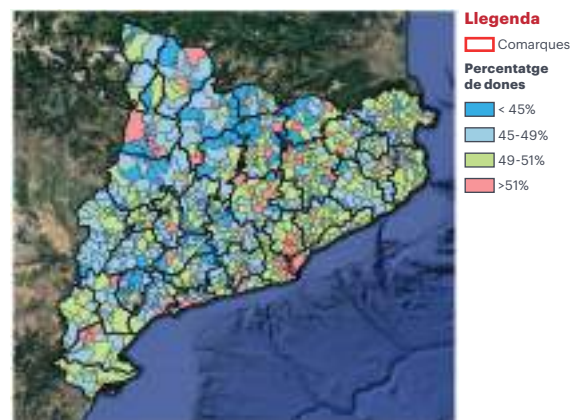 Llegenda
Comarques
Percentatge
de dones
< 45%
45-49%
49-51%
>51%